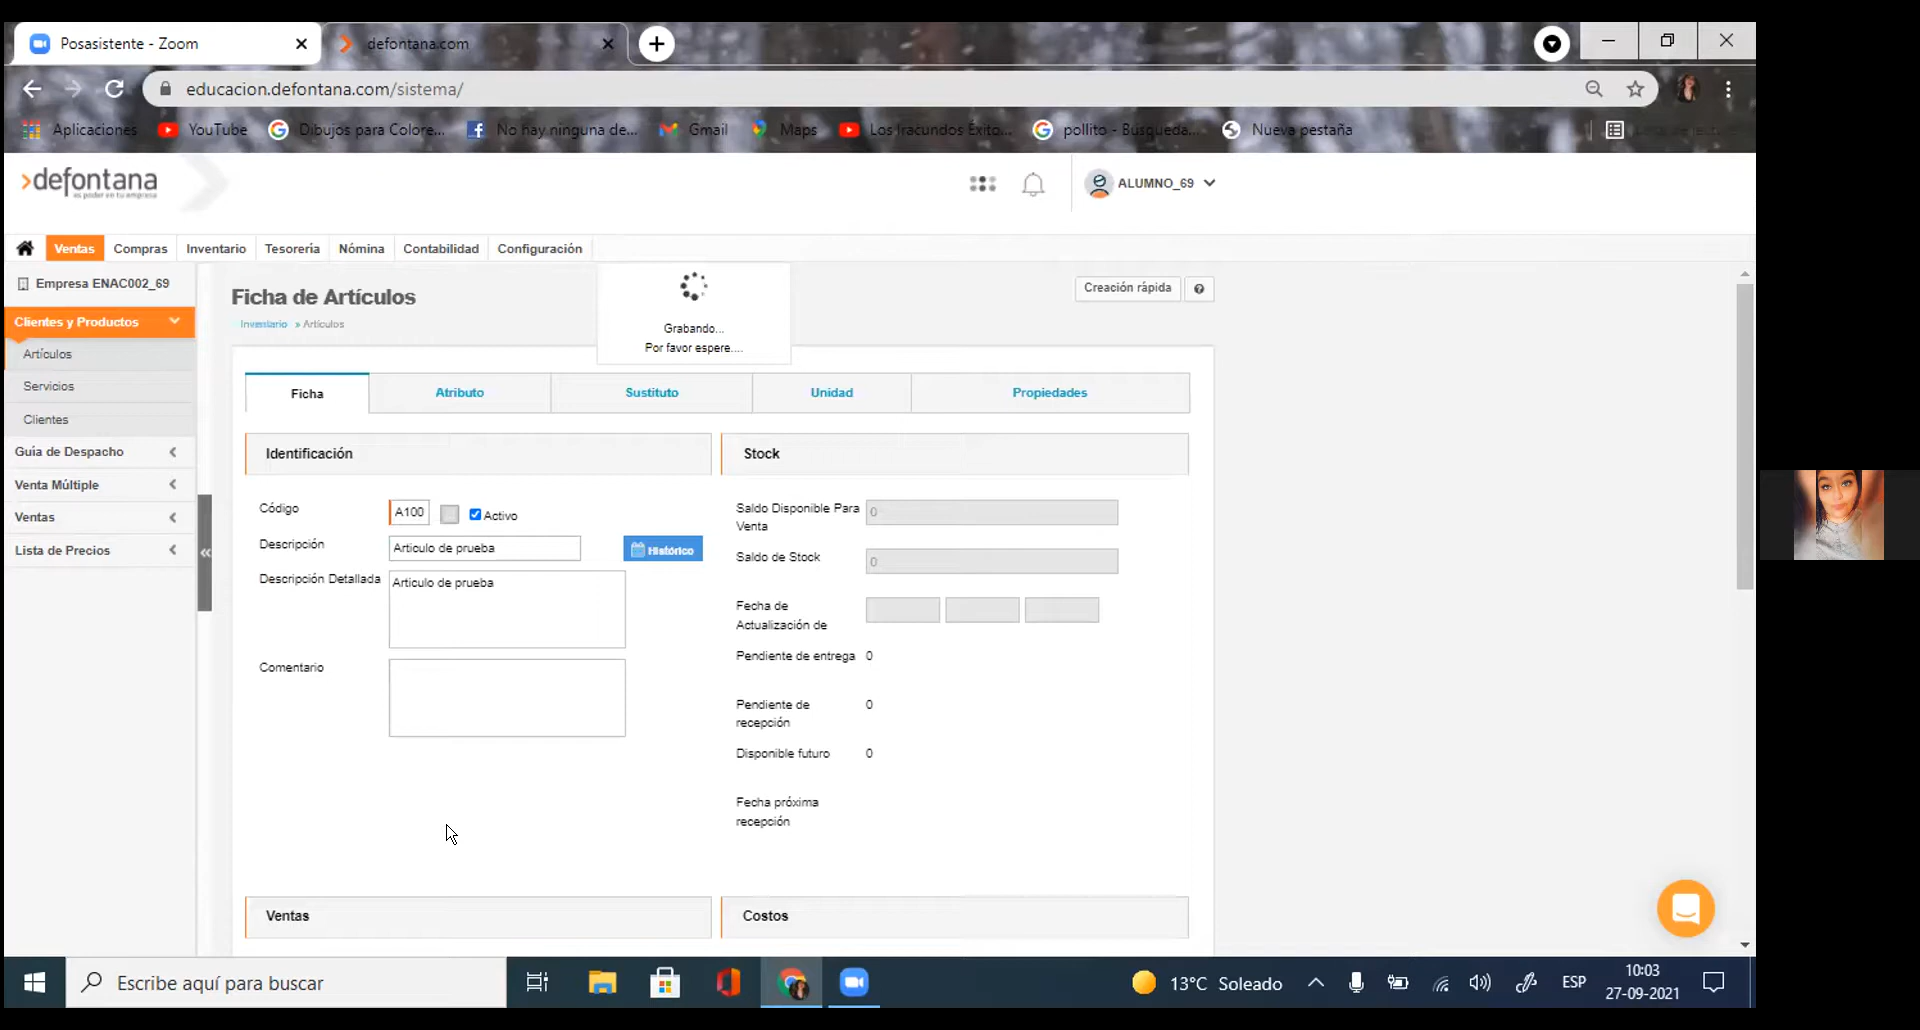 Posasistente - Zoom
defontana.com
educacion.defontana.com/sistema/
Aplicaciones
YouTube
Dibujos para Colore...
No hay ninguna de...
Gmail
Maps
Los Iracundos Éxito...
pollito - Búsqueda...
Nueva pestaña
defontana
ALUMNO_69
Ventas
Compras
Inventario
Tesorería
Nómina
Contabilidad
Configuración
Empresa ENAC002_69
Clientes y Productos
Artículos
Servicios
Clientes
Guía de Despacho
Venta Múltiple
Ventas
Lista de Precios
Ficha de Artículos
Inventario » Artículos
Grabando...
Por favor espere....
Creación rápida
Ficha
Atributo
Sustituto
Unidad
Propiedades
Identificación
Código
A100
Activo
Descripción
Articulo de prueba
Histórico
Descripción Detallada
Articulo de prueba
Comentario
Stock
Saldo Disponible Para
Venta
0
Saldo de Stock
0
Fecha de
Actualización de
Pendiente de entrega 0
Pendiente de
recepción
0
Disponible futuro 0
Fecha próxima
recepción
Ventas
Costos
Escribe aquí para buscar
13°C Soleado
ESP
10:03
27-09-2021